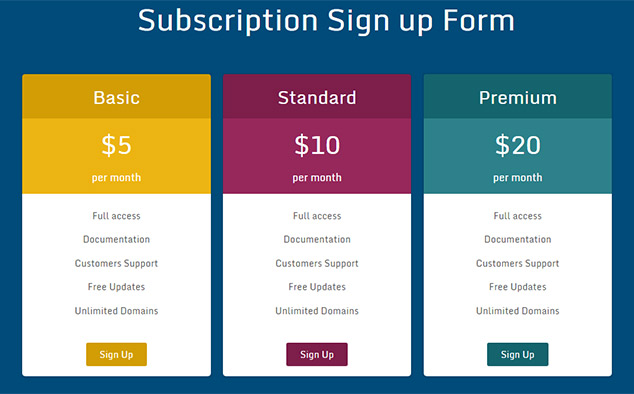 Subscription Sign up Form
Basic
$5
per month
Full access
Documentation
Customers Support
Free Updates
Unlimited Domains
Sign Up
Standard
$10
per month
Full access
Documentation
Customers Support
Free Updates
Unlimited Domains
Sign Up
Premium
$20
per month
Full access
Documentation
Customers Support
Free Updates
Unlimited Domains
Sign Up